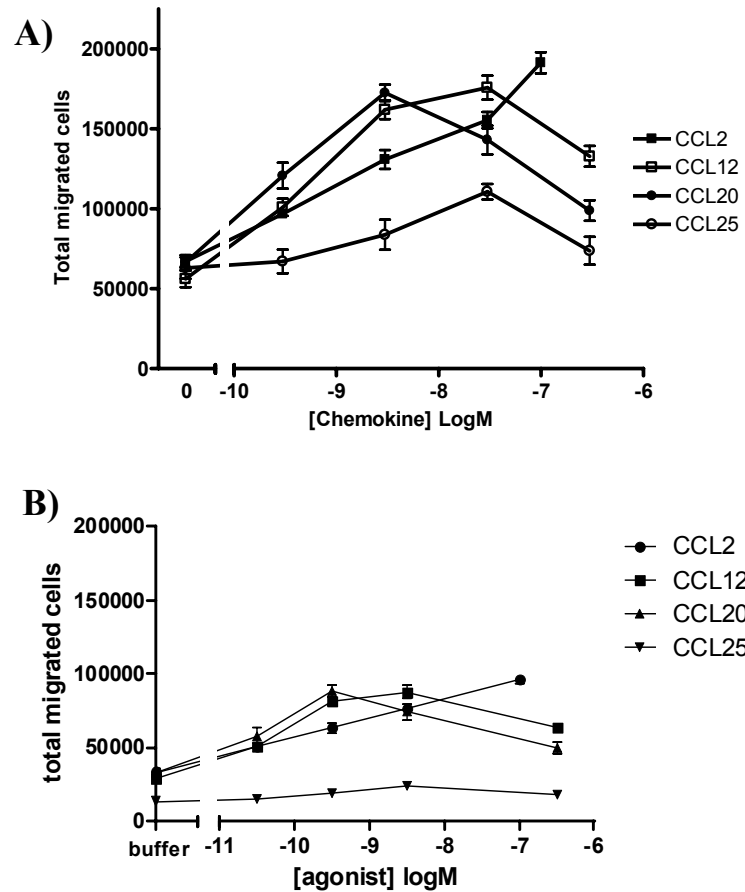 A)
200000
150000
100000
50000
0
Total migrated cells
0 -10 -9 -8 -7 -6
[Chemokine] LogM
CCL2
CCL12
CCL20
CCL25
B)
200000
150000
100000
50000
0
total migrated cells
buffer -11 -10 -9 -8 -7 -6
[agonist] logM
CCL2
CCL12
CCL20
CCL25